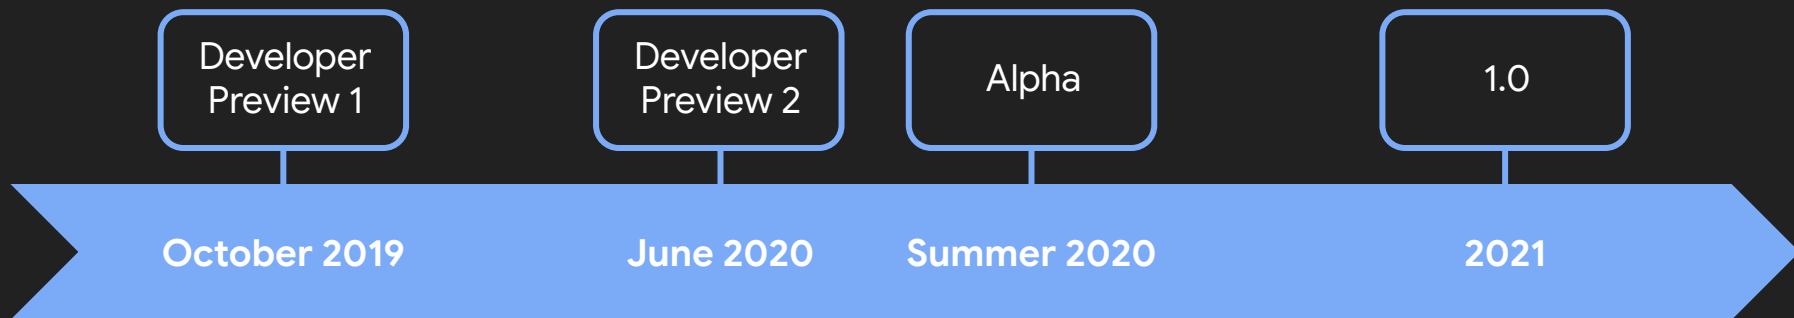 Developer
Preview 1
Developer
Preview 2
Alpha
1.0
October 2019
June 2020
Summer 2020
2021